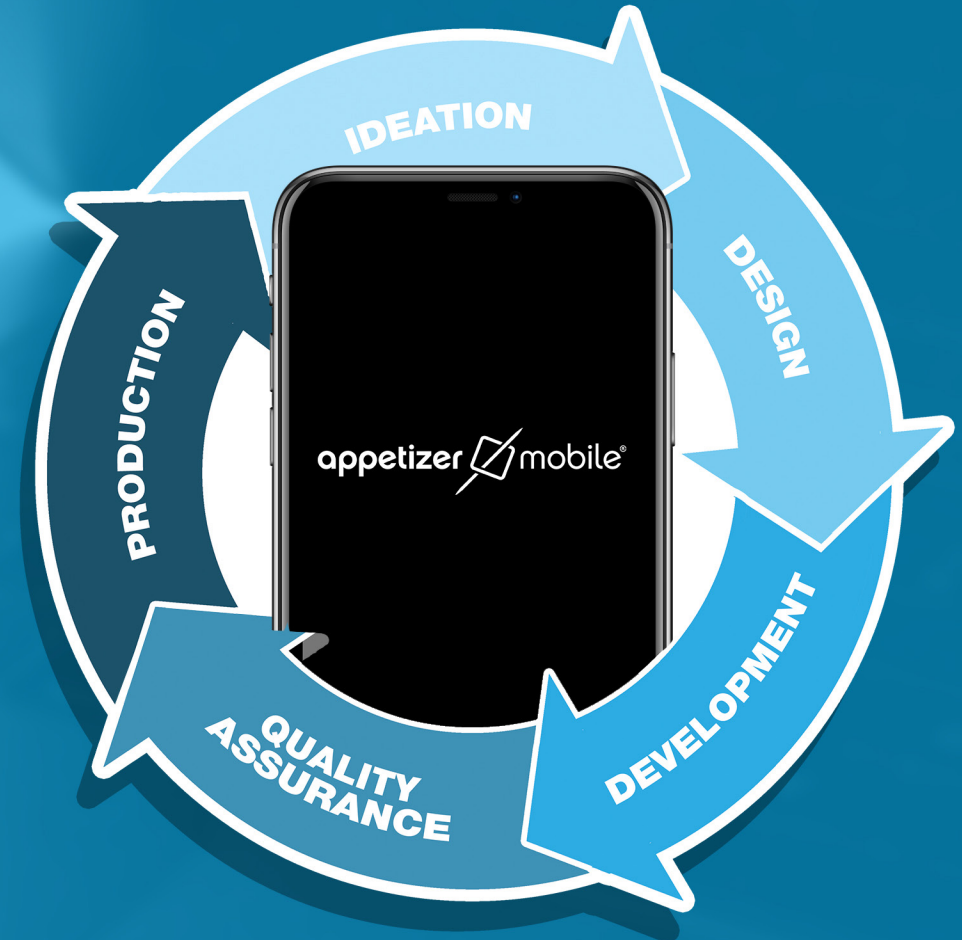 IDEATION
DESIGN
DEVELOPMENT
QUALITY
ASSURANCE
PRODUCTION
appetizer mobile®